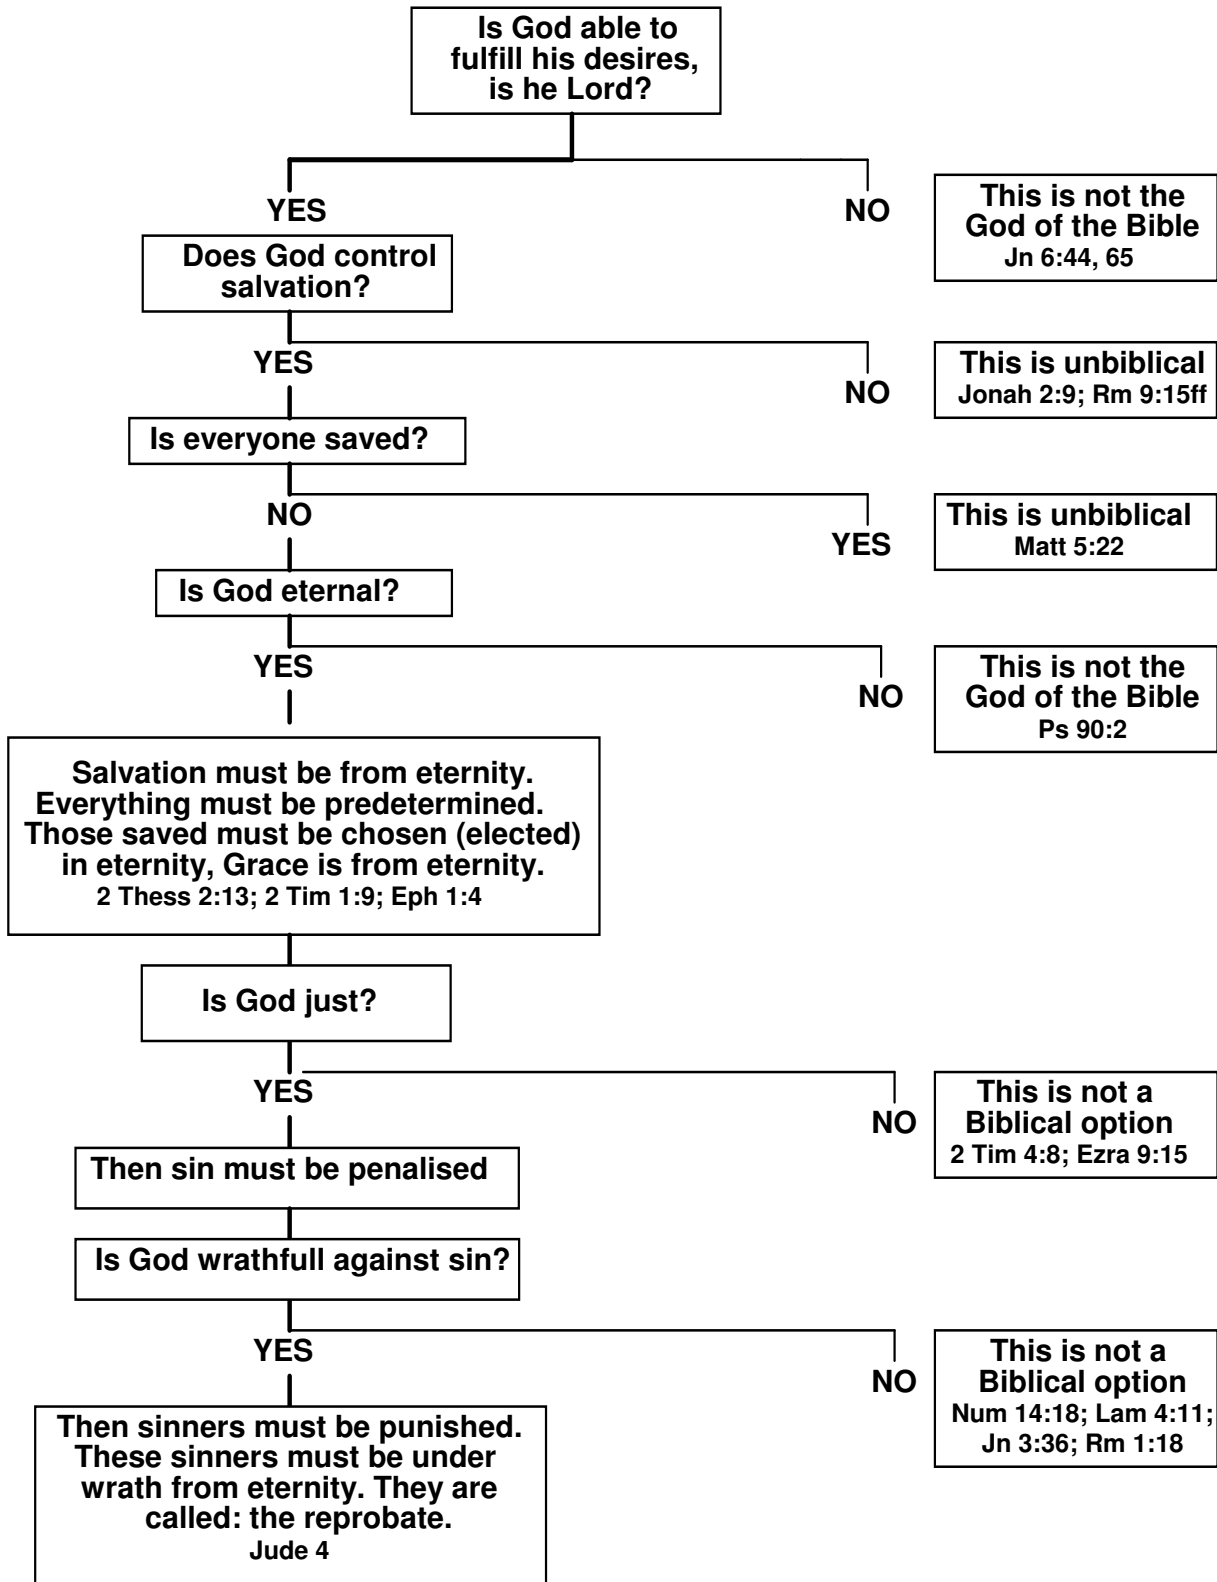 Is God able to
fulfill his desires,
is he Lord?
YES
NO
This is not the
God of the Bible
Jn 6:44, 65
Does God control
salvation?
YES
NO
This is unbiblical
Jonah 2:9; Rm 9:15ff
Is everyone saved?
NO
YES
This is unbiblical
Matt 5:22
Is God eternal?
YES
NO
This is not the
God of the Bible
Ps 90:2
Salvation must be from eternity.
Everything must be predetermined.
Those saved must be chosen (elected)
in eternity, Grace is from eternity.
2 Thess 2:13; 2 Tim 1:9; Eph 1:4
Is God just?
YES
NO
This is not a
Biblical option
2 Tim 4:8; Ezra 9:15
Then sin must be penalised
Is God wrathfull against sin?
YES
NO
This is not a
Biblical option
Num 14:18; Lam 4:11;
Jn 3:36; Rm 1:18
Then sinners must be punished.
These sinners must be under
wrath from eternity. They are
called: the reprobate.
Jude 4